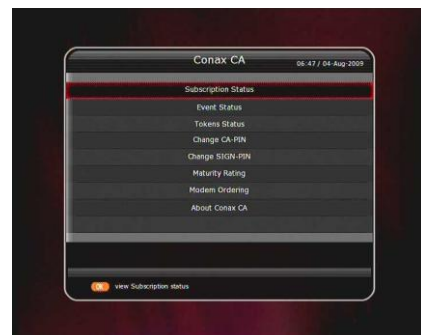 Conax CA
06:47 / 04-Aug-2009
Subscription Status
Event Status
Tokens Status
Change CA-PIN
Change SIGN-PIN
Maturity Rating
Modem Ordering
About Conax CA
OK view Subscription status